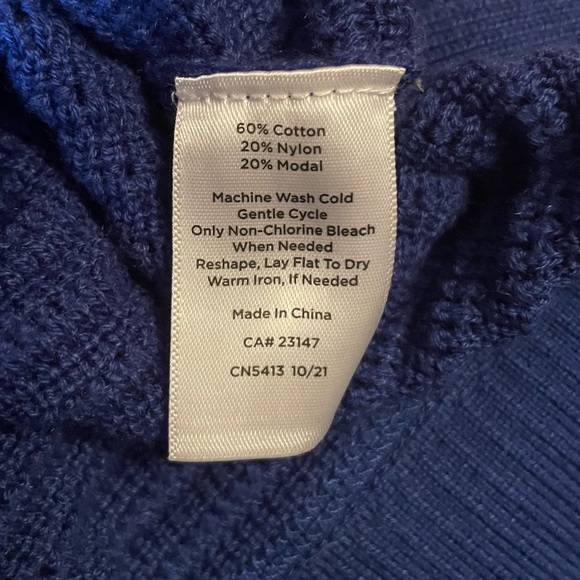 60% Cotton
20% Nylon
20% Modal
Machine Wash Cold
Gentle Cycle
Only Non-Chlorine Bleach
When Needed
Reshape, Lay Flat To Dry
Warm Iron, If Needed
Made In China
CA# 23147
CN5413 10/21